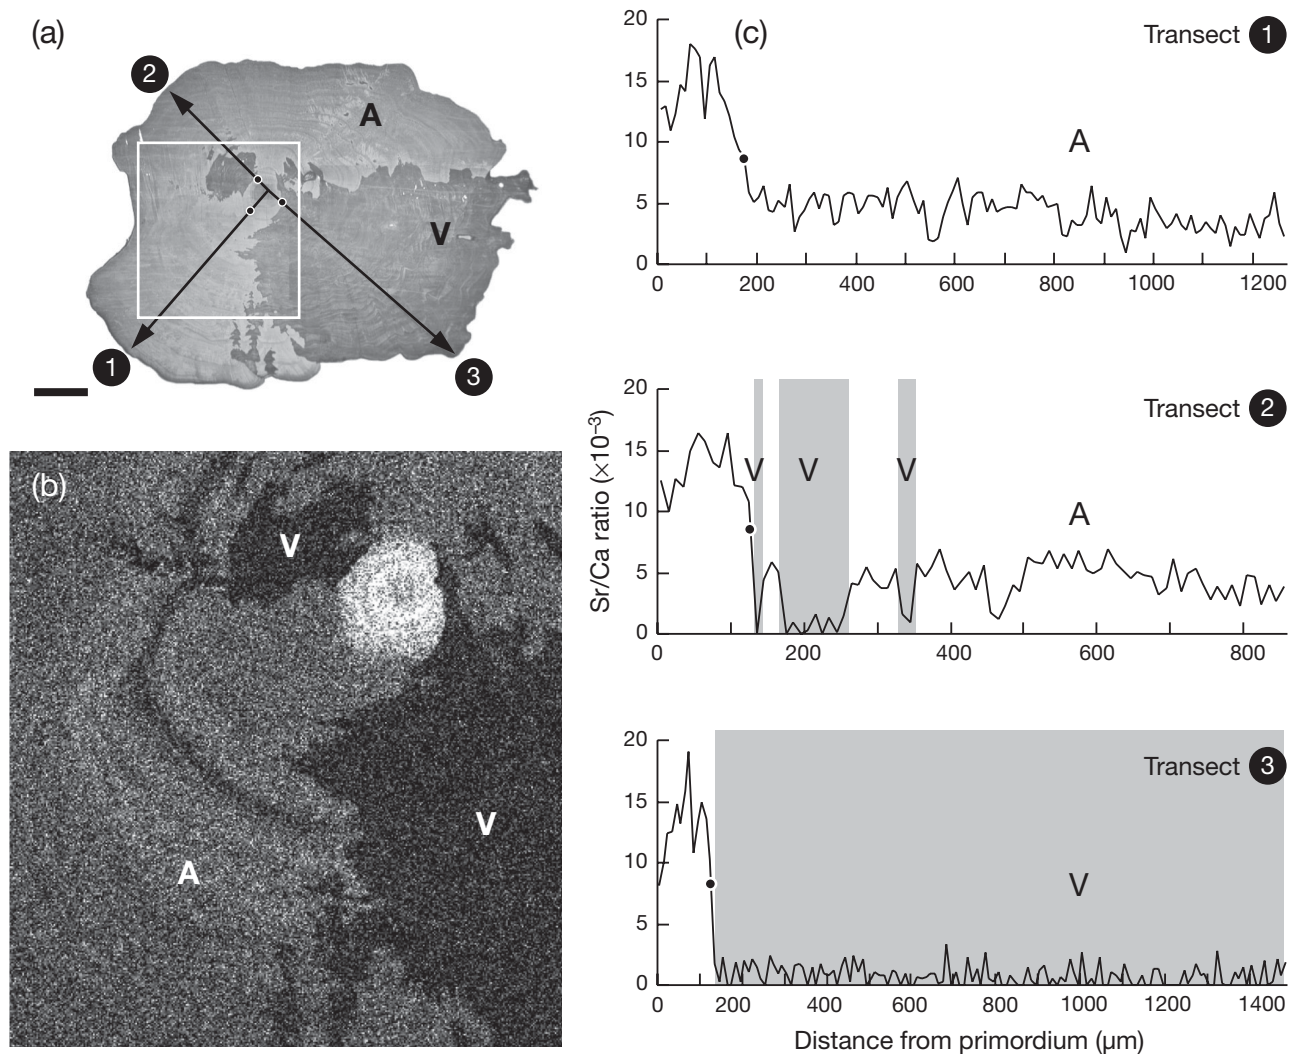 (a)
2
A
V
1
3
(b)
V
V
A
(c)
Transect 1
20
15
10
5
0
A
0 200 400 600 800 1000 1200
Sr/Ca ratio (×10⁻³)
Transect 2
20
15
10
5
0
V V V A
0 200 400 600 800
Transect 3
20
15
10
5
0
V
0 200 400 600 800 1000 1200 1400
Distance from primordium (µm)